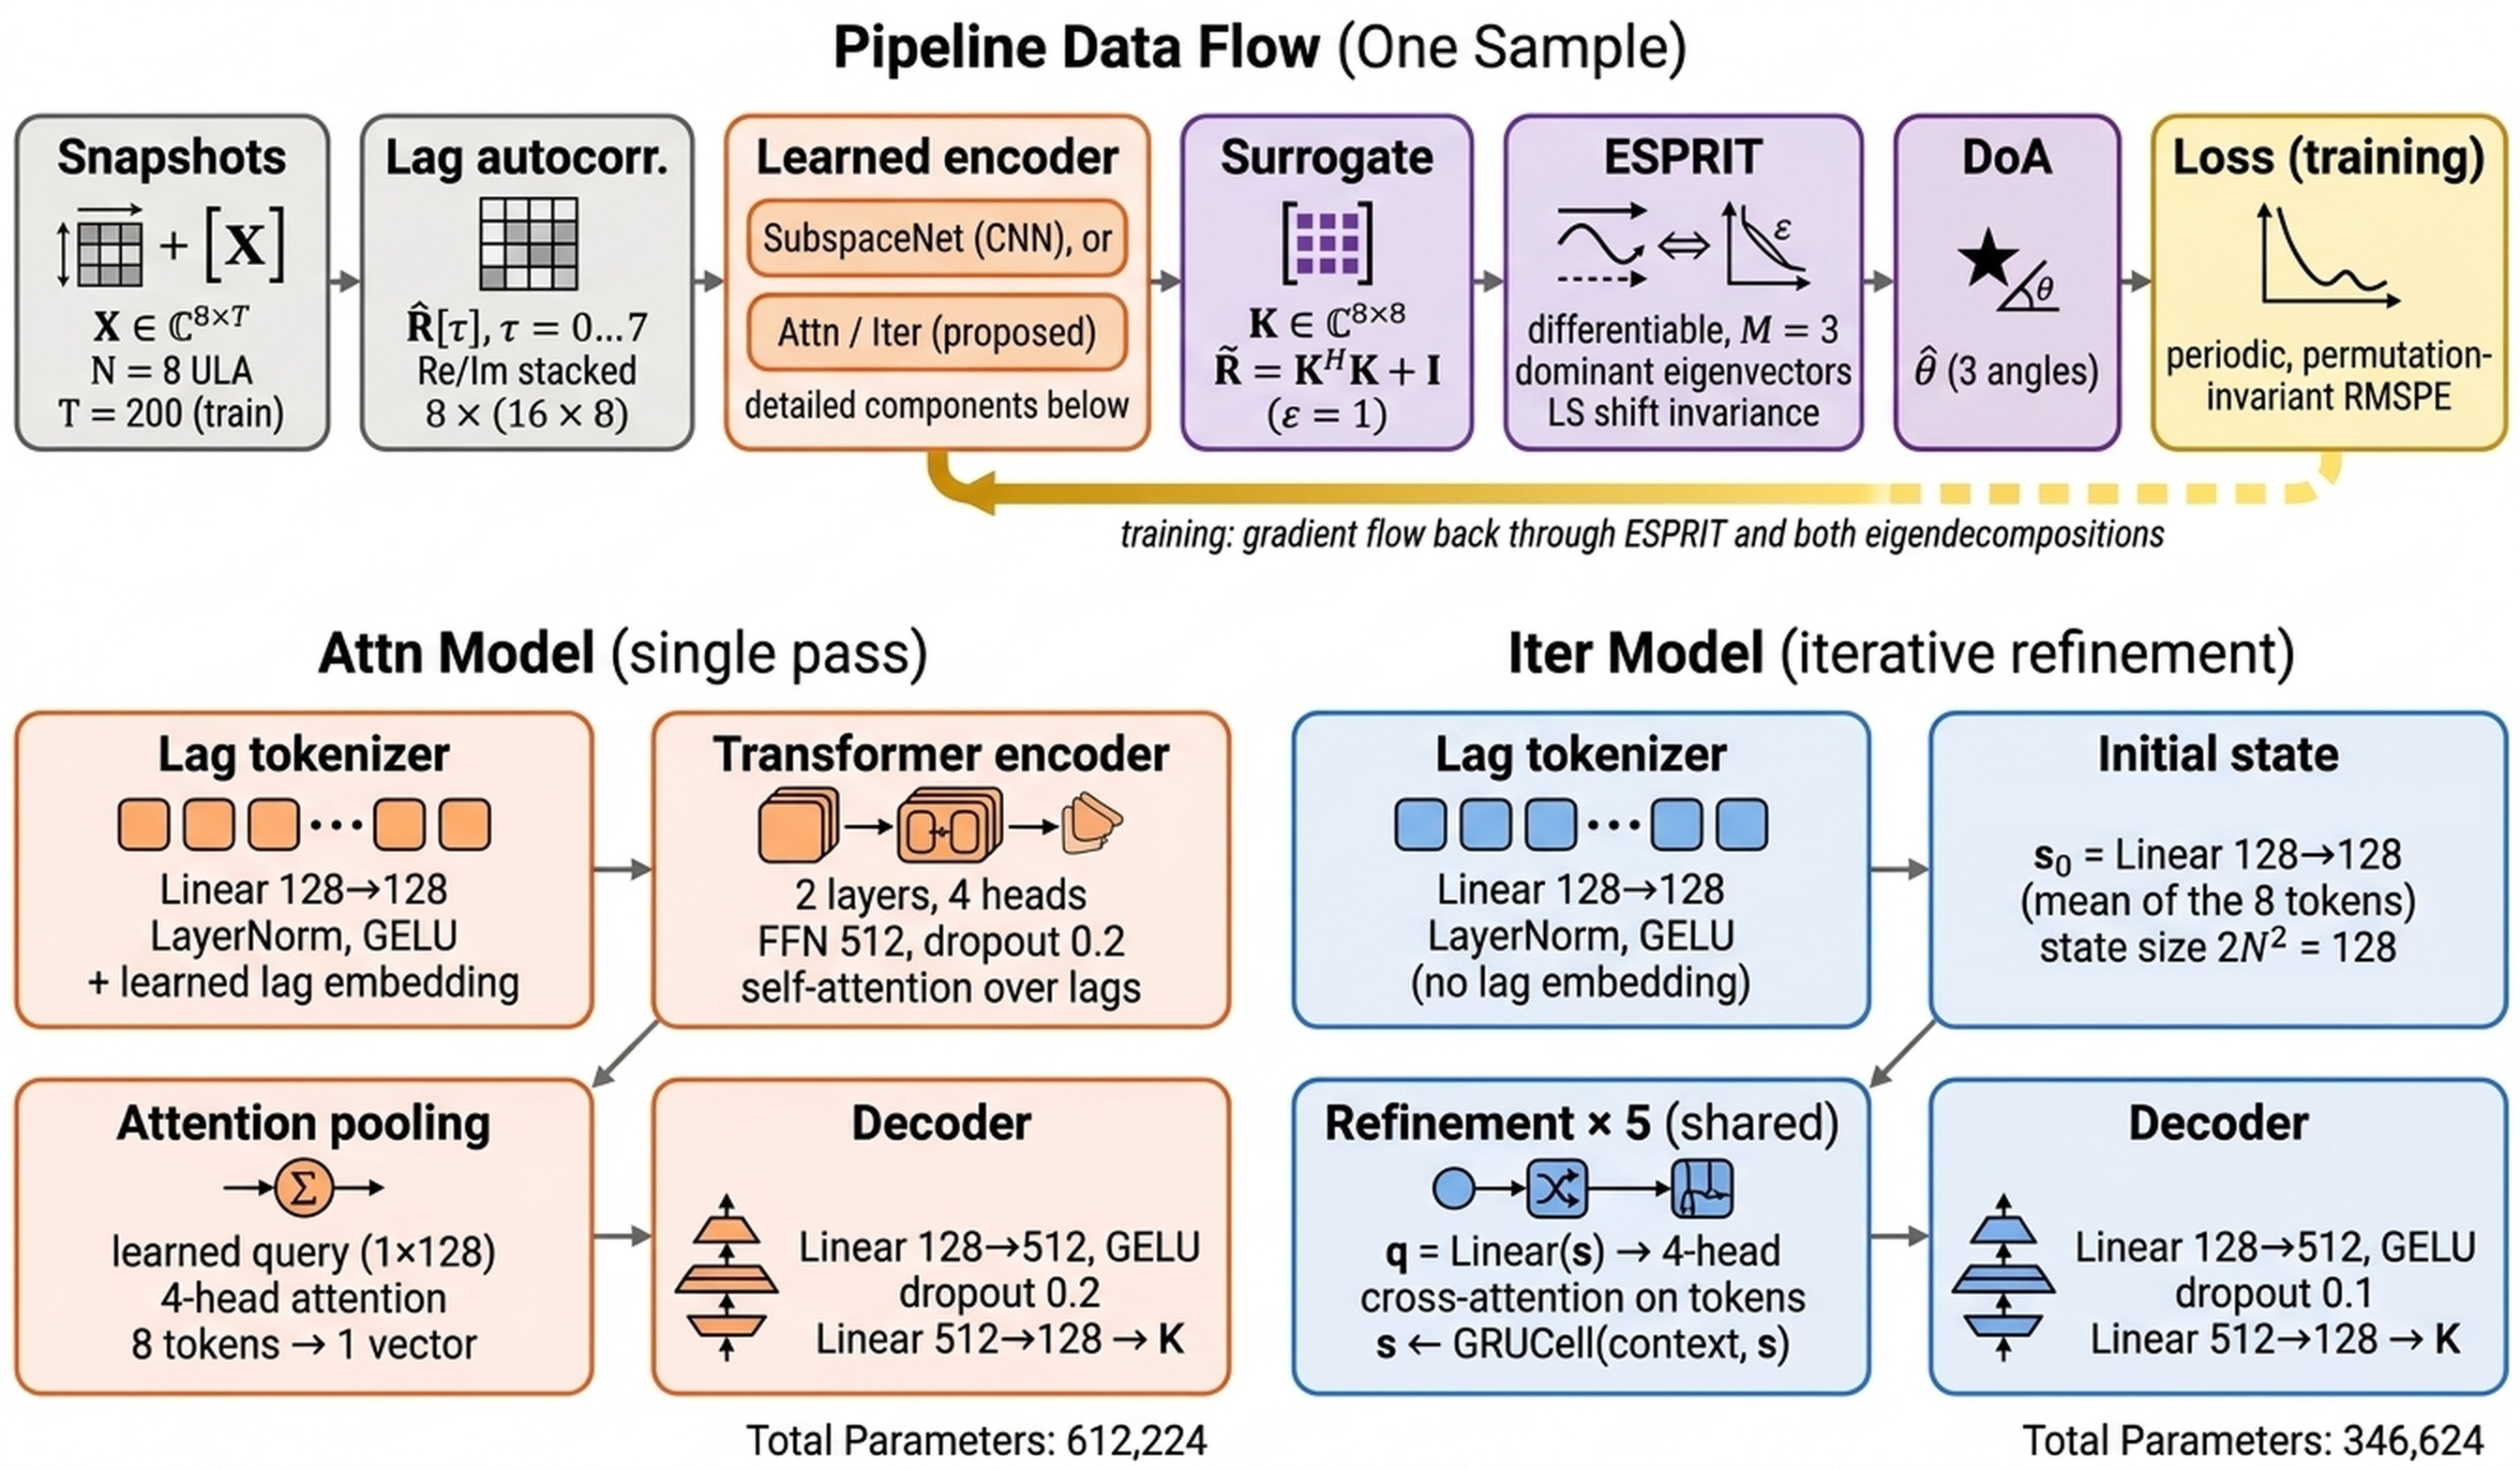 Pipeline Data Flow (One Sample)
Snapshots
+ [X]
X ∈ ℂ^{8×T}
N = 8 ULA
T = 200 (train)
Lag autocorr.
R̂[τ], τ = 0...7
Re/Im stacked
8 × (16 × 8)
Learned encoder
SubspaceNet (CNN), or
Attn / Iter (proposed)
detailed components below
Surrogate
K ∈ ℂ^{8×8}
R̃ = K^H K + I
(ε = 1)
ESPRIT
ε
differentiable, M = 3
dominant eigenvectors
LS shift invariance
DoA
θ
θ̂ (3 angles)
Loss (training)
periodic, permutation-
invariant RMSPE
training: gradient flow back through ESPRIT and both eigendecompositions
Attn Model (single pass)
Lag tokenizer
Linear 128→128
LayerNorm, GELU
+ learned lag embedding
Transformer encoder
2 layers, 4 heads
FFN 512, dropout 0.2
self-attention over lags
Attention pooling
Σ
learned query (1×128)
4-head attention
8 tokens → 1 vector
Decoder
Linear 128→512, GELU
dropout 0.2
Linear 512→128 → K
Total Parameters: 612,224
Iter Model (iterative refinement)
Lag tokenizer
Linear 128→128
LayerNorm, GELU
(no lag embedding)
Initial state
s₀ = Linear 128→128
(mean of the 8 tokens)
state size 2N² = 128
Refinement × 5 (shared)
q = Linear(s) → 4-head
cross-attention on tokens
s ← GRUCell(context, s)
Decoder
Linear 128→512, GELU
dropout 0.1
Linear 512→128 → K
Total Parameters: 346,624